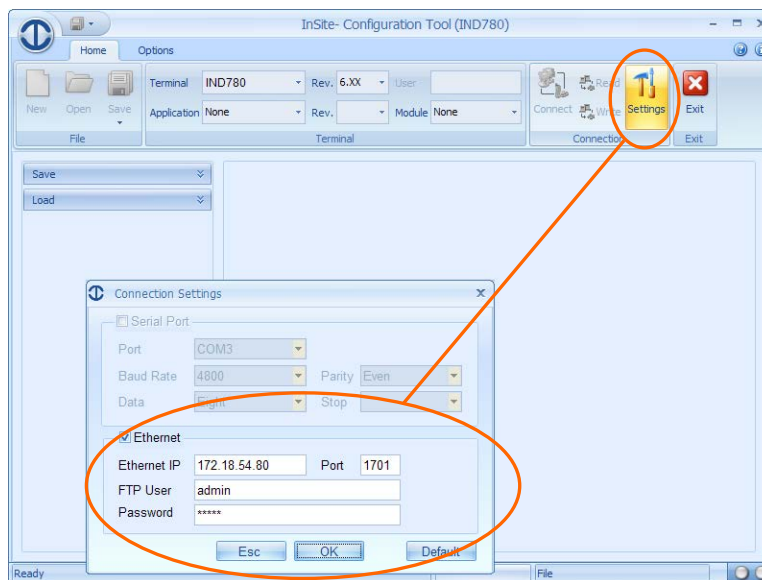 InSite- Configuration Tool (IND780)
Home Options
Terminal IND780 Rev. 6.XX User
Application None Rev. Module None
New Open Save
Connect Read Write Settings Exit
File Terminal Connection Exit
Save
Load
Connection Settings
Serial Port
Port COM3
Baud Rate 4800 Parity Even
Data Eight Stop
Ethernet
Ethernet IP 172.18.54.80 Port 1701
FTP User admin
Password *****
Esc OK Default
Ready File